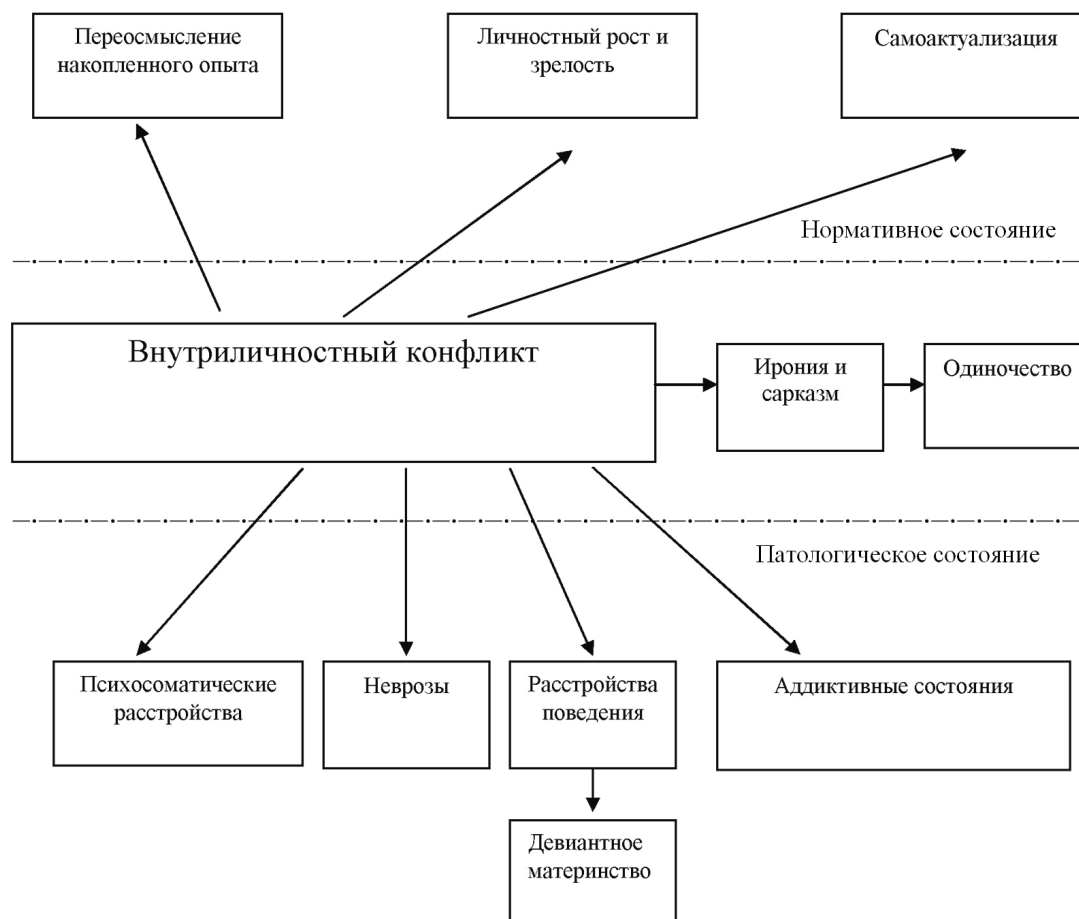 Переосмысление
накопленного опыта
Личностный рост и
зрелость
Самоактуализация
Нормативное состояние
Внутриличностный конфликт
Ирония и
сарказм
Одиночество
Патологическое состояние
Психосоматические
расстройства
Неврозы
Расстройства
поведения
Аддиктивные состояния
Девиантное
материнство